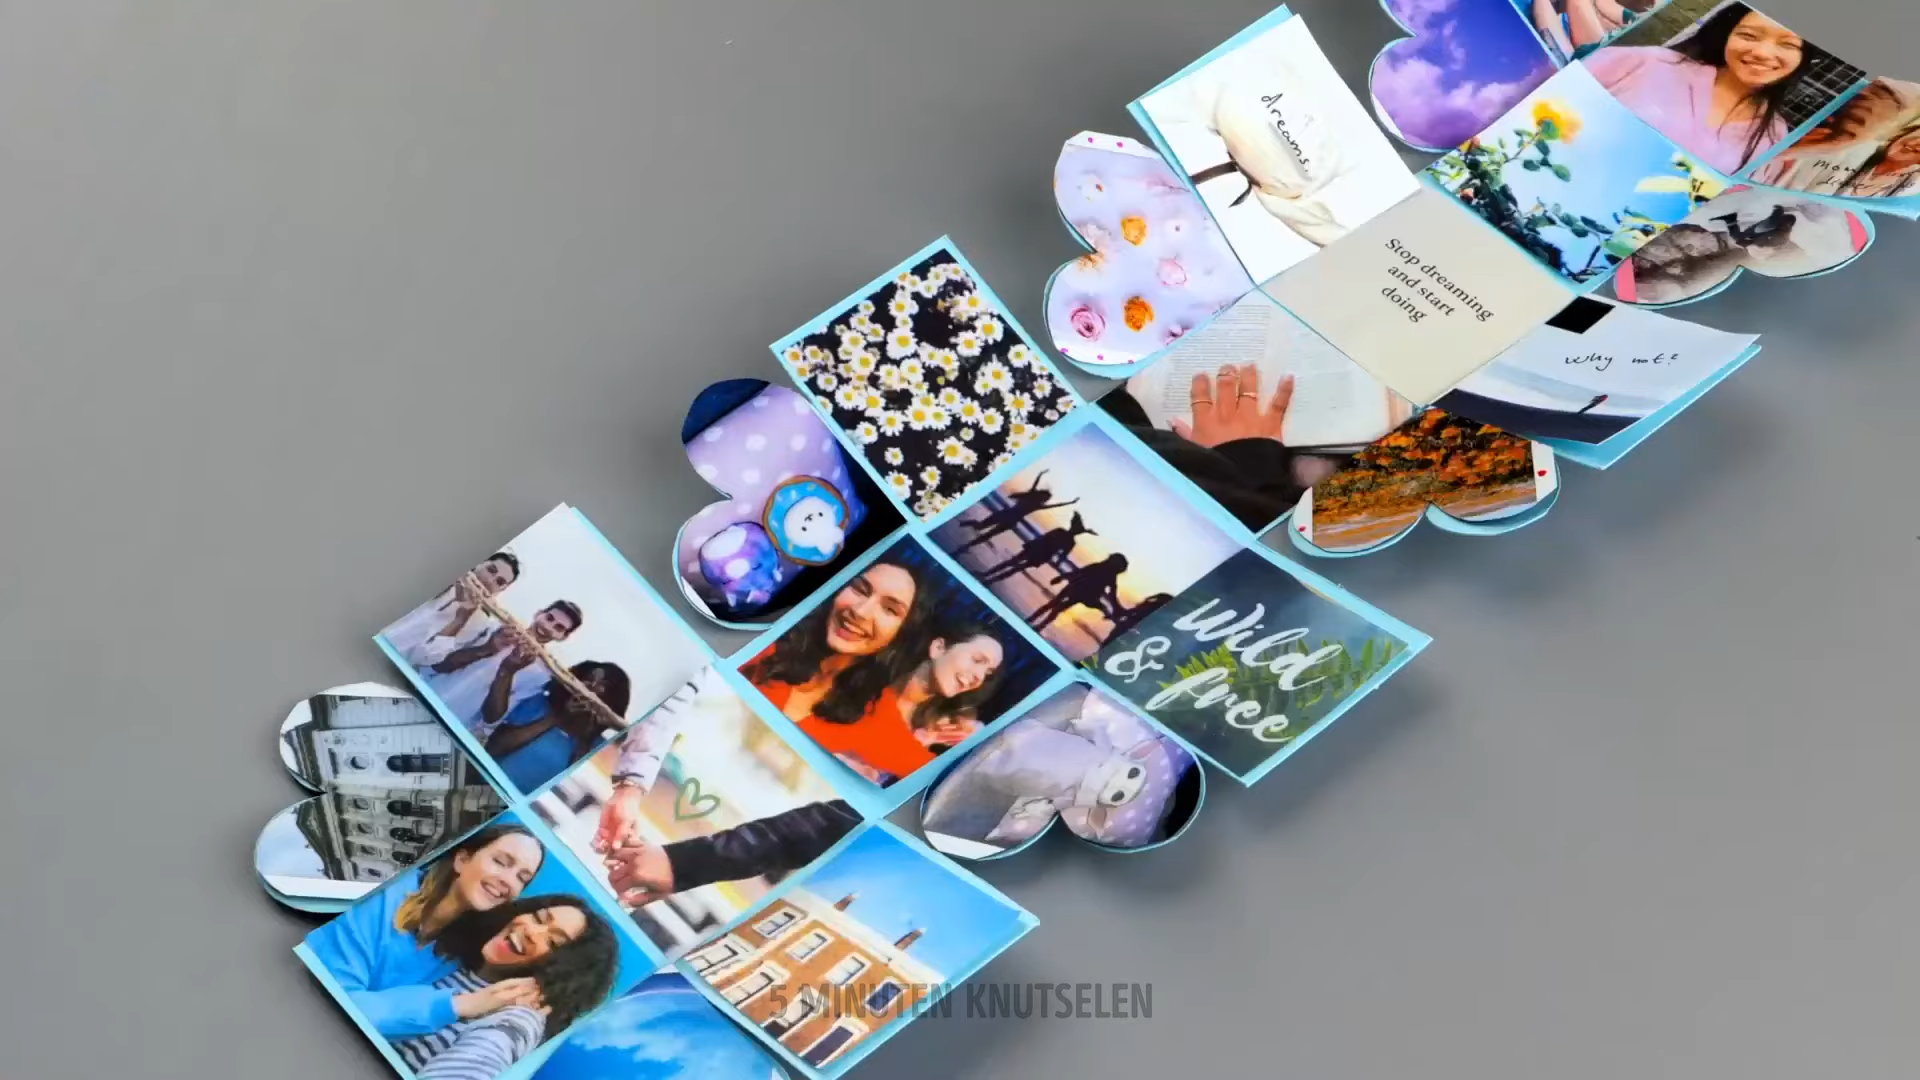 dreams.
Stop dreaming
and start
doing
why not?
Wild
& free
5 MINUTEN KNUTSELEN